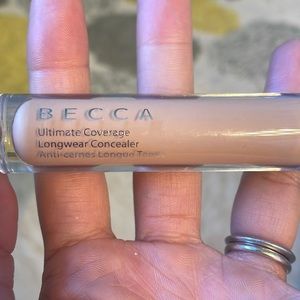 BECCA
Ultimate Coverage
Longwear Concealer
Anti-cernes Longue Tenue